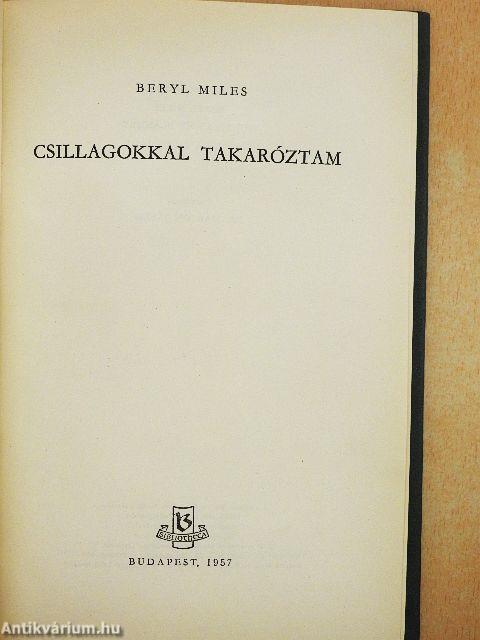 BERYL MILES
CSILLAGOKKAL TAKARÓZTAM
B
BIBLIOTHECA
BUDAPEST, 1957
Antikvárium.hu